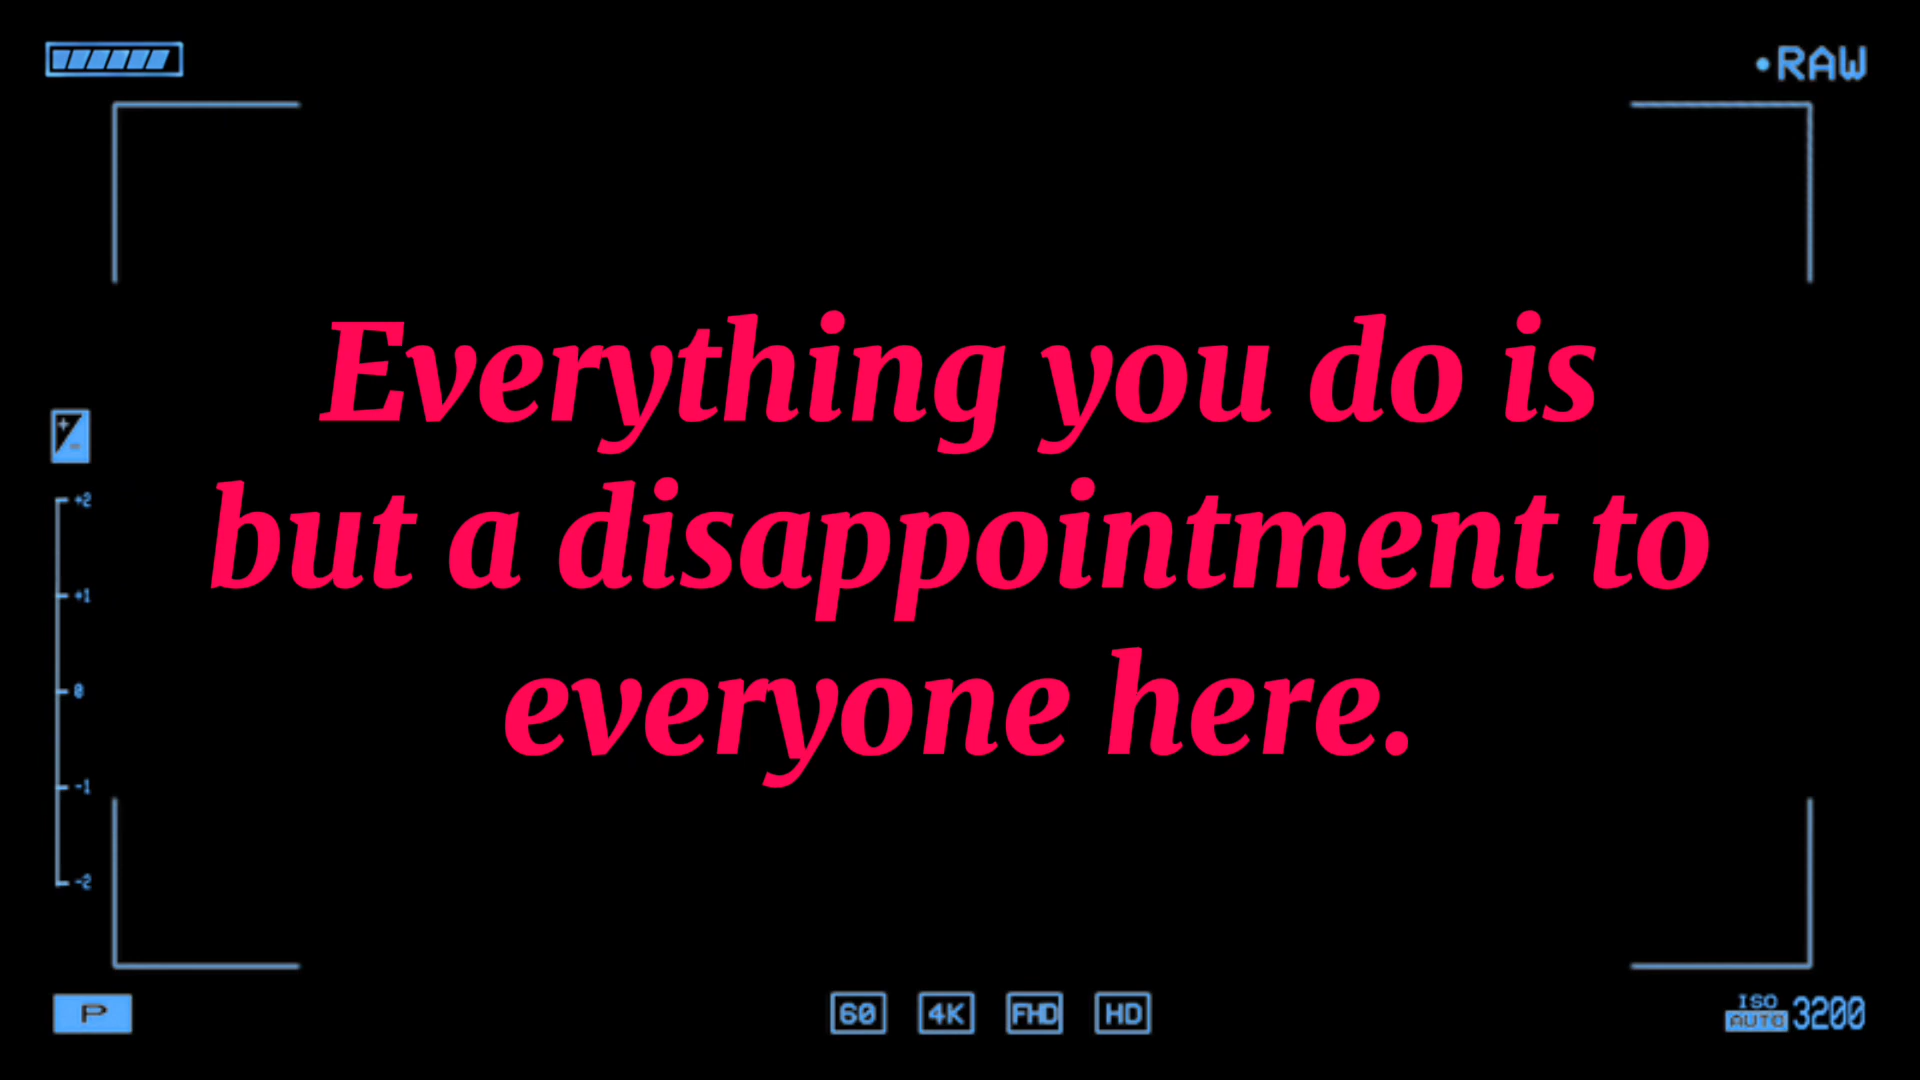 •RAW
Everything you do is
but a disappointment to
everyone here.
+
-
+2
+1
0
-1
-2
P
60 4K FHD HD
ISO
AUTO 3200